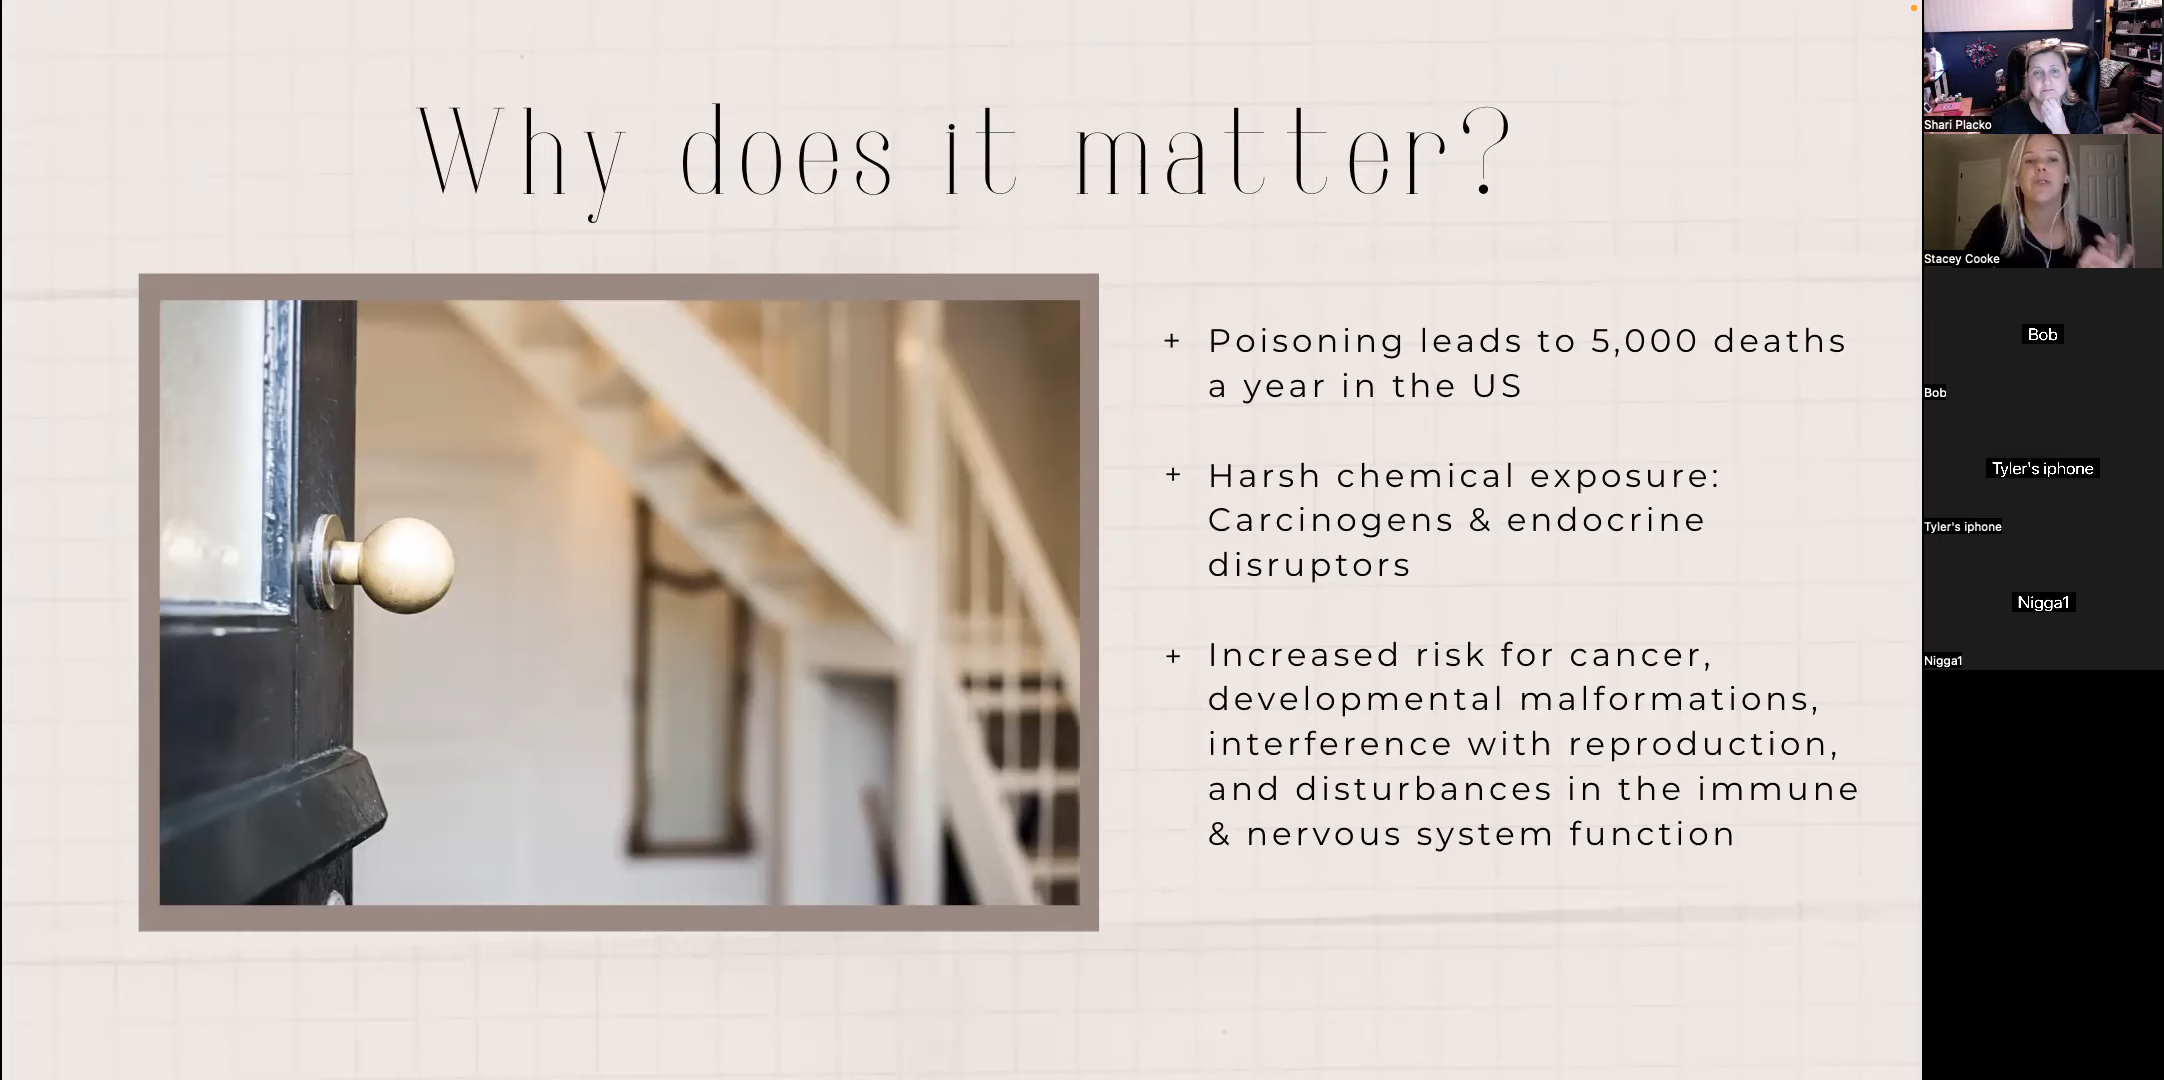 Why does it matter?
+ Poisoning leads to 5,000 deaths
a year in the US
+ Harsh chemical exposure:
Carcinogens & endocrine
disruptors
+ Increased risk for cancer,
developmental malformations,
interference with reproduction,
and disturbances in the immune
& nervous system function
Shari Placko
Stacey Cooke
Bob
Bob
Tyler's iphone
Tyler's iphone
Nigga1
Nigga1